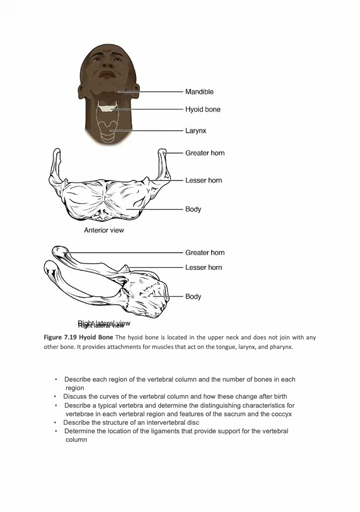 Mandible
Hyoid bone
Larynx
Greater horn
Lesser horn
Body
Anterior view
Greater horn
Lesser horn
Body
Right lateral view
Right lateral view
Figure 7.19 Hyoid Bone The hyoid bone is located in the upper neck and does not join with any
other bone. It provides attachments for muscles that act on the tongue, larynx, and pharynx.
• Describe each region of the vertebral column and the number of bones in each
region
• Discuss the curves of the vertebral column and how these change after birth
• Describe a typical vertebra and determine the distinguishing characteristics for
vertebrae in each vertebral region and features of the sacrum and the coccyx
• Describe the structure of an intervertebral disc
• Determine the location of the ligaments that provide support for the vertebral
column